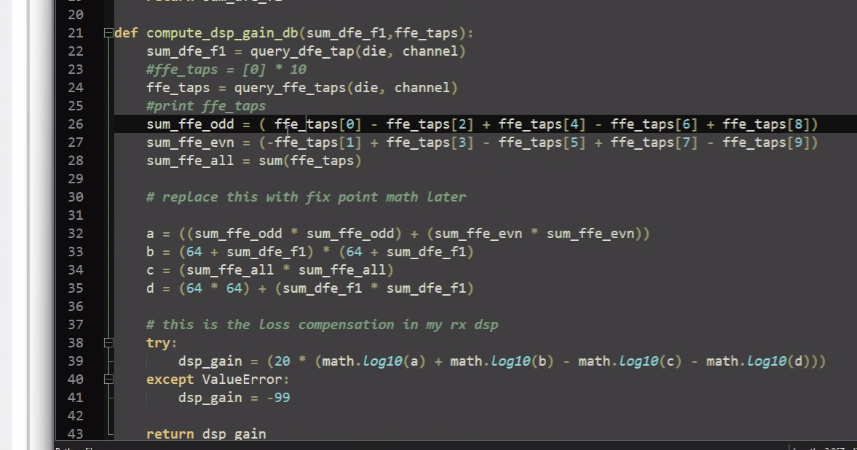 20
21 def compute_dsp_gain_db(sum_dfe_f1,ffe_taps):
22 sum_dfe_f1 = query_dfe_tap(die, channel)
23 #ffe_taps = [0] * 10
24 ffe_taps = query_ffe_taps(die, channel)
25 #print ffe_taps
26 sum_ffe_odd = ( ffe_taps[0] - ffe_taps[2] + ffe_taps[4] - ffe_taps[6] + ffe_taps[8])
27 sum_ffe_evn = (-ffe_taps[1] + ffe_taps[3] - ffe_taps[5] + ffe_taps[7] - ffe_taps[9])
28 sum_ffe_all = sum(ffe_taps)
29
30 # replace this with fix point math later
31
32 a = ((sum_ffe_odd * sum_ffe_odd) + (sum_ffe_evn * sum_ffe_evn))
33 b = (64 + sum_dfe_f1) * (64 + sum_dfe_f1)
34 c = (sum_ffe_all * sum_ffe_all)
35 d = (64 * 64) + (sum_dfe_f1 * sum_dfe_f1)
36
37 # this is the loss compensation in my rx dsp
38 try:
39 dsp_gain = (20 * (math.log10(a) + math.log10(b) - math.log10(c) - math.log10(d)))
40 except ValueError:
41 dsp_gain = -99
42
43 return dsp_gain